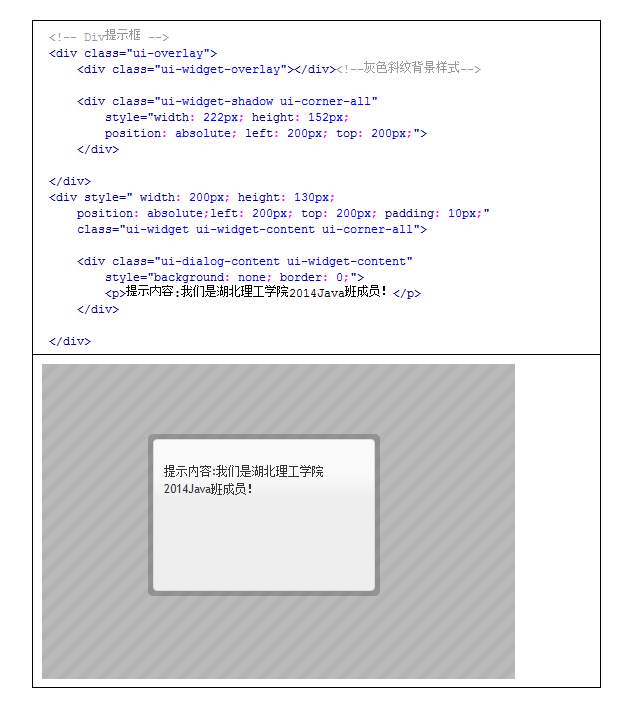 <!-- Div提示框 -->
<div class="ui-overlay">
<div class="ui-widget-overlay"></div><!--灰色斜纹背景样式-->
<div class="ui-widget-shadow ui-corner-all"
style="width: 222px; height: 152px;
position: absolute; left: 200px; top: 200px;">
</div>
</div>
<div style=" width: 200px; height: 130px;
position: absolute;left: 200px; top: 200px; padding: 10px;"
class="ui-widget ui-widget-content ui-corner-all">
<div class="ui-dialog-content ui-widget-content"
style="background: none; border: 0;">
<p>提示内容:我们是湖北理工学院2014Java班成员! </p>
</div>
</div>
提示内容:我们是湖北理工学院
2014Java班成员!